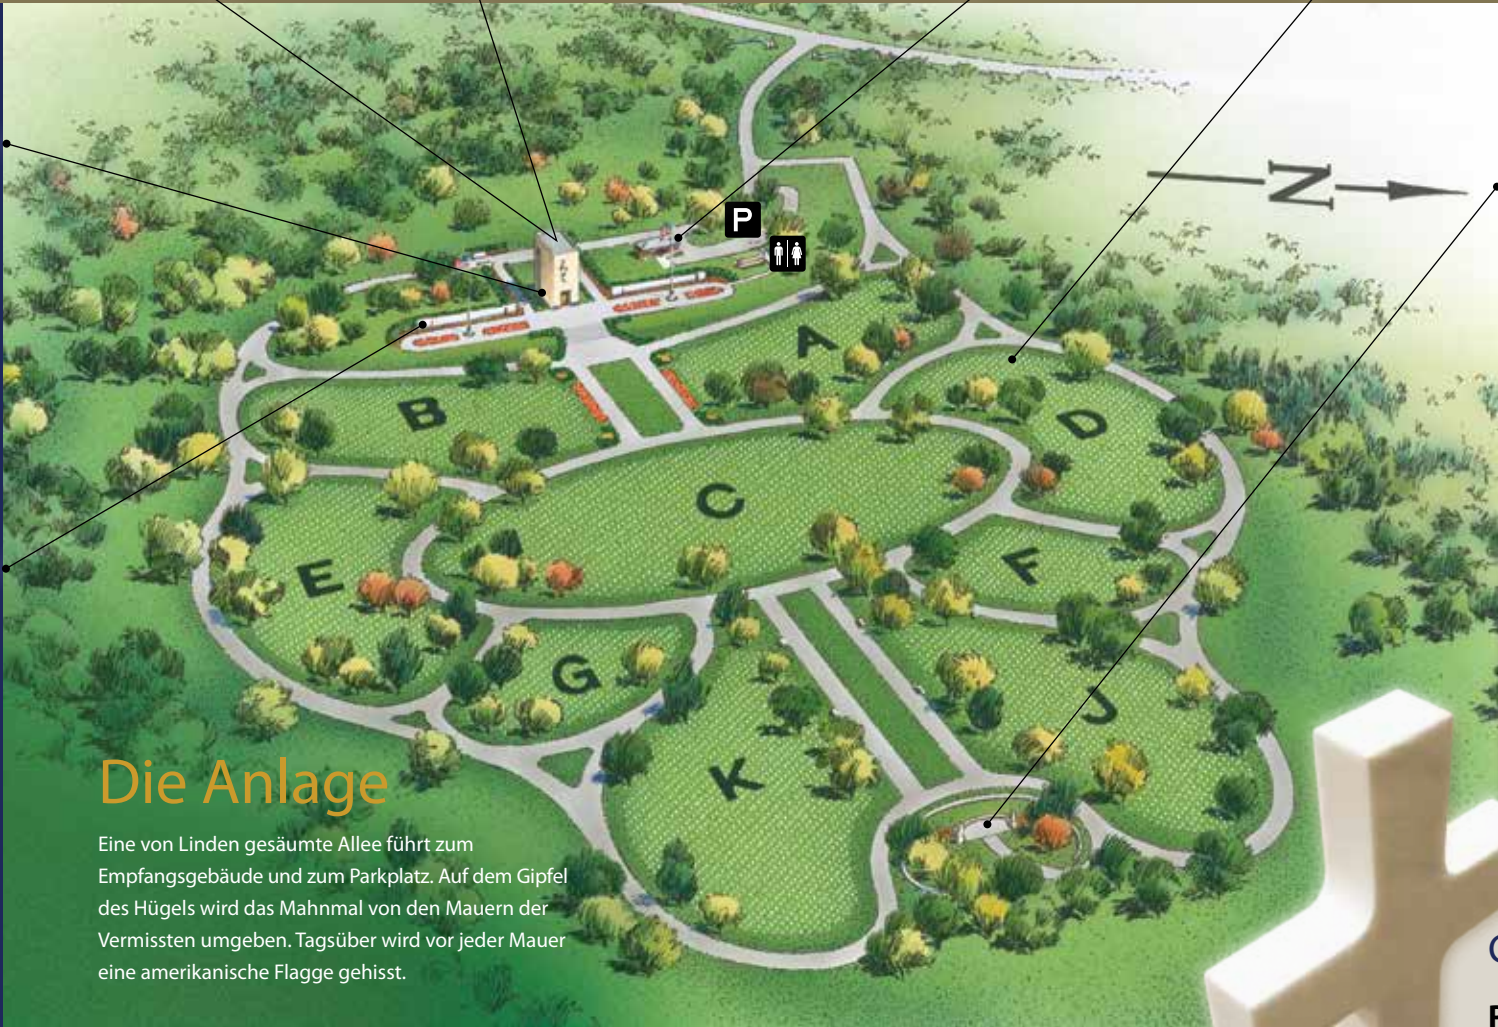 P
N
A
B
D
C
E
F
G
J
K
Die Anlage
Eine von Linden gesäumte Allee führt zum
Empfangsgebäude und zum Parkplatz. Auf dem Gipfel
des Hügels wird das Mahnmal von den Mauern der
Vermissten umgeben. Tagsüber wird vor jeder Mauer
eine amerikanische Flagge gehisst.